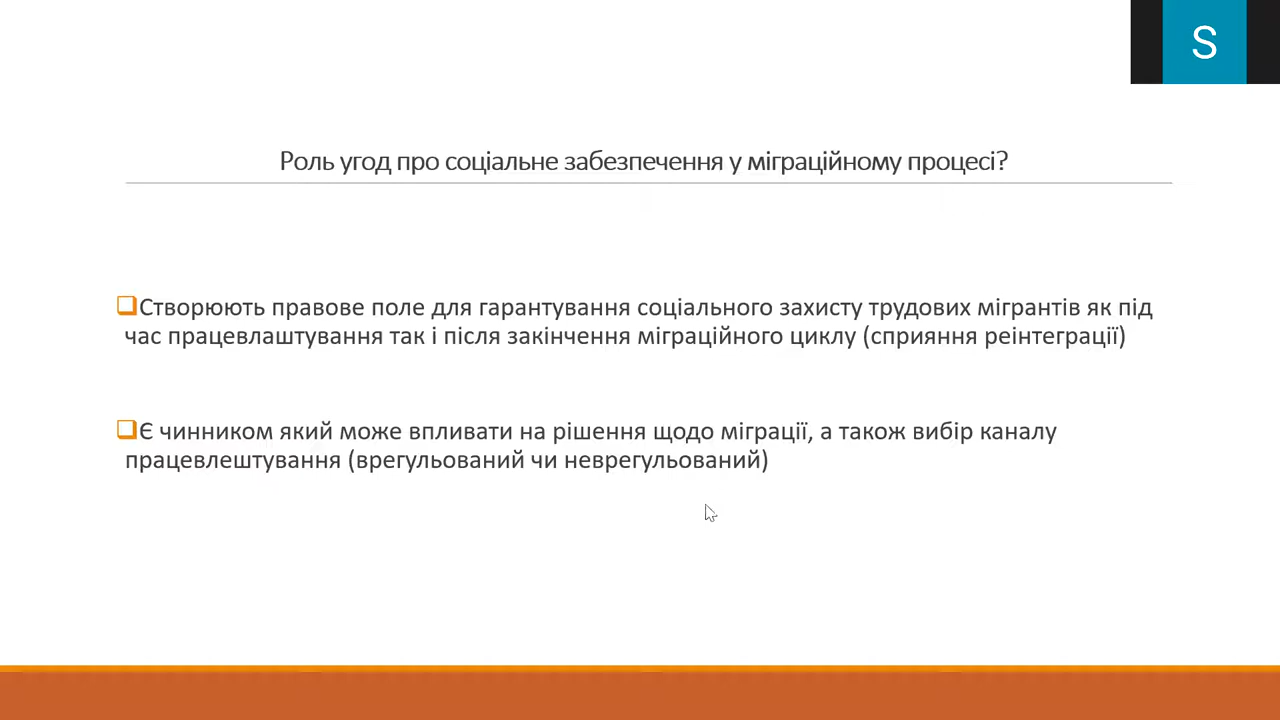 S
Роль угод про соціальне забезпечення у міграційному процесі?
Створюють правове поле для гарантування соціального захисту трудових мігрантів як під
час працевлаштування так і після закінчення міграційного циклу (сприяння реінтеграції)
Є чинником який може впливати на рішення щодо міграції, а також вибір каналу
працевлештування (врегульований чи неврегульований)